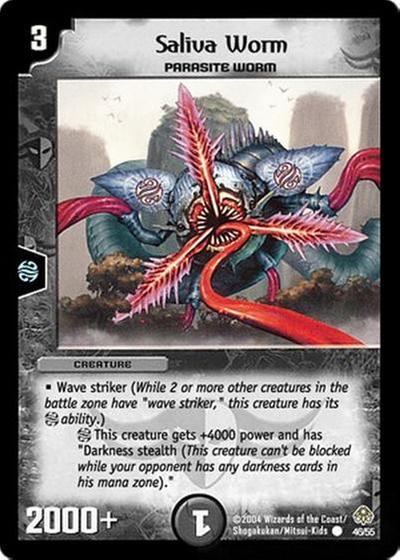 3
Saliva Worm
PARASITE WORM
CREATURE
▪ Wave striker (While 2 or more other creatures in the
battle zone have "wave striker," this creature has its
ability.)
This creature gets +4000 power and has
"Darkness stealth (This creature can't be blocked
while your opponent has any darkness cards in
his mana zone)."
2000+
1
©2004 Wizards of the Coast/
Shogakukan/Mitsui-Kids
46/55